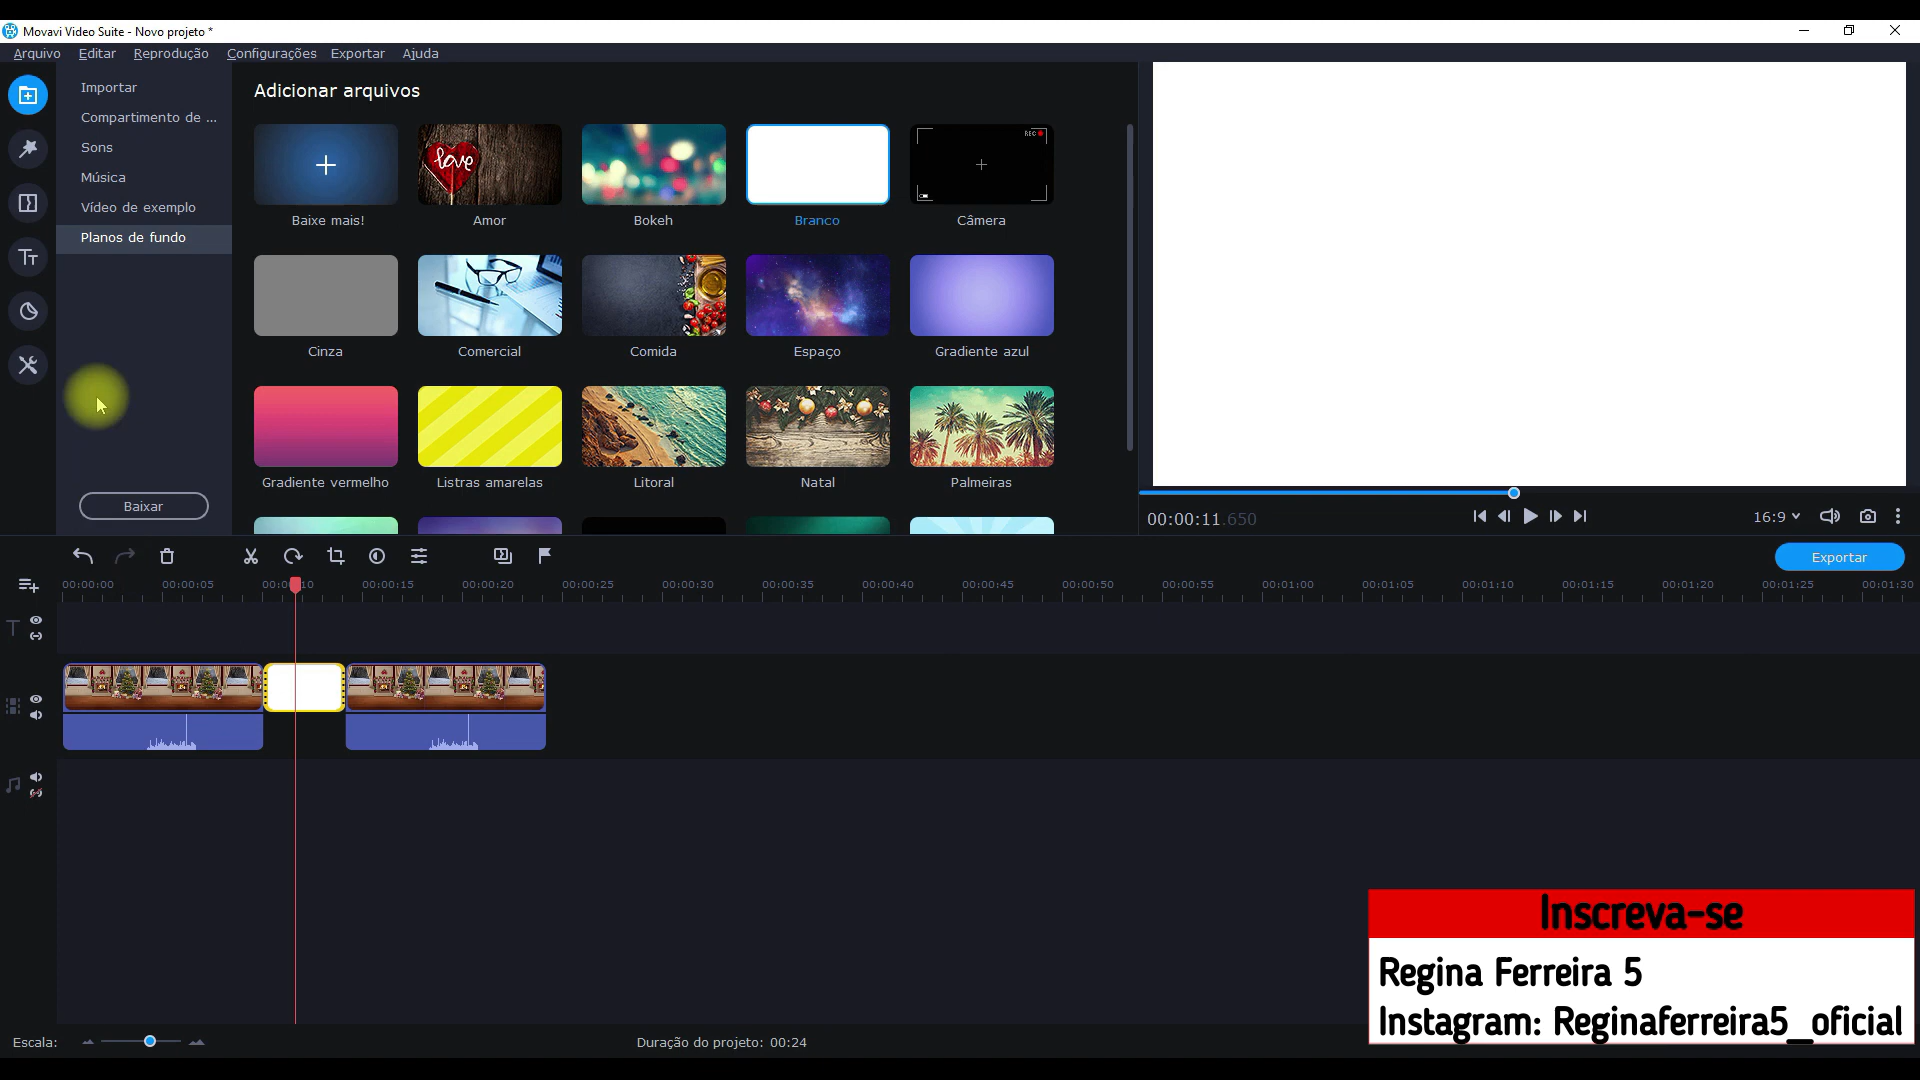 Movavi Video Suite - Novo projeto *
Arquivo Editar Reprodução Configurações Exportar Ajuda
Importar
Compartimento de ...
Sons
Música
Vídeo de exemplo
Planos de fundo
Baixar
Adicionar arquivos
love
REC
Baixe mais! Amor Bokeh Branco Câmera
Cinza Comercial Comida Espaço Gradiente azul
Gradiente vermelho Listras amarelas Litoral Natal Palmeiras
00:00:11.650
16:9
Exportar
00:00:00 00:00:05 00:00:10 00:00:15 00:00:20 00:00:25 00:00:30 00:00:35 00:00:40 00:00:45 00:00:50 00:00:55 00:01:00 00:01:05 00:01:10 00:01:15 00:01:20 00:01:25 00:01:30
Inscreva-se
Regina Ferreira 5
Instagram: Reginaferreira5_oficial
Escala:
Duração do projeto: 00:24